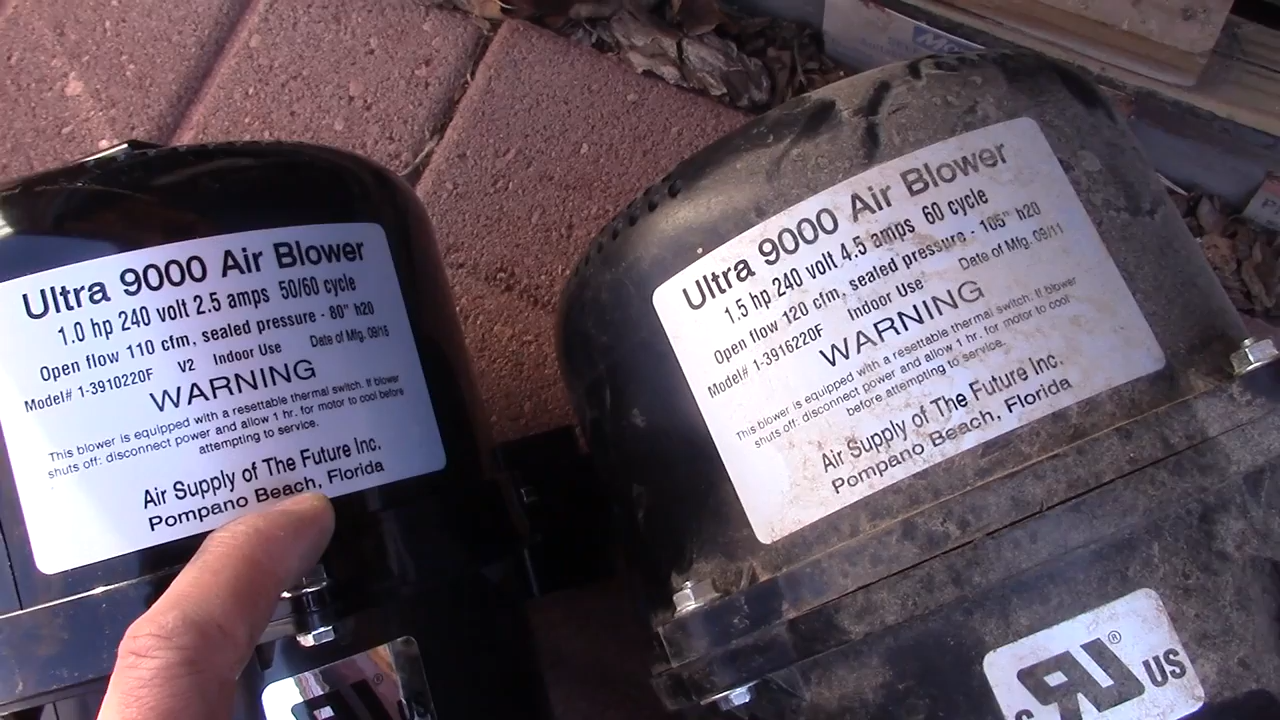 Ultra 9000 Air Blower
1.0 hp 240 volt 2.5 amps 50/60 cycle
Open flow 110 cfm, sealed pressure - 80" h20
Model# 1-3910220F V2 Indoor Use Date of Mfg. 09/15
WARNING
This blower is equipped with a resettable thermal switch. If blower
shuts off: disconnect power and allow 1 hr. for motor to cool before
attempting to service.
Air Supply of The Future Inc.
Pompano Beach, Florida
Ultra 9000 Air Blower
1.5 hp 240 volt 4.5 amps 60 cycle
Open flow 120 cfm, sealed pressure - 105" h20
Model# 1-3916220F Indoor Use Date of Mfg. 09/11
WARNING
This blower is equipped with a resettable thermal switch. If blower
shuts off: disconnect power and allow 1 hr. for motor to cool
before attempting to service.
Air Supply of The Future Inc.
Pompano Beach, Florida
®
c RU ® US